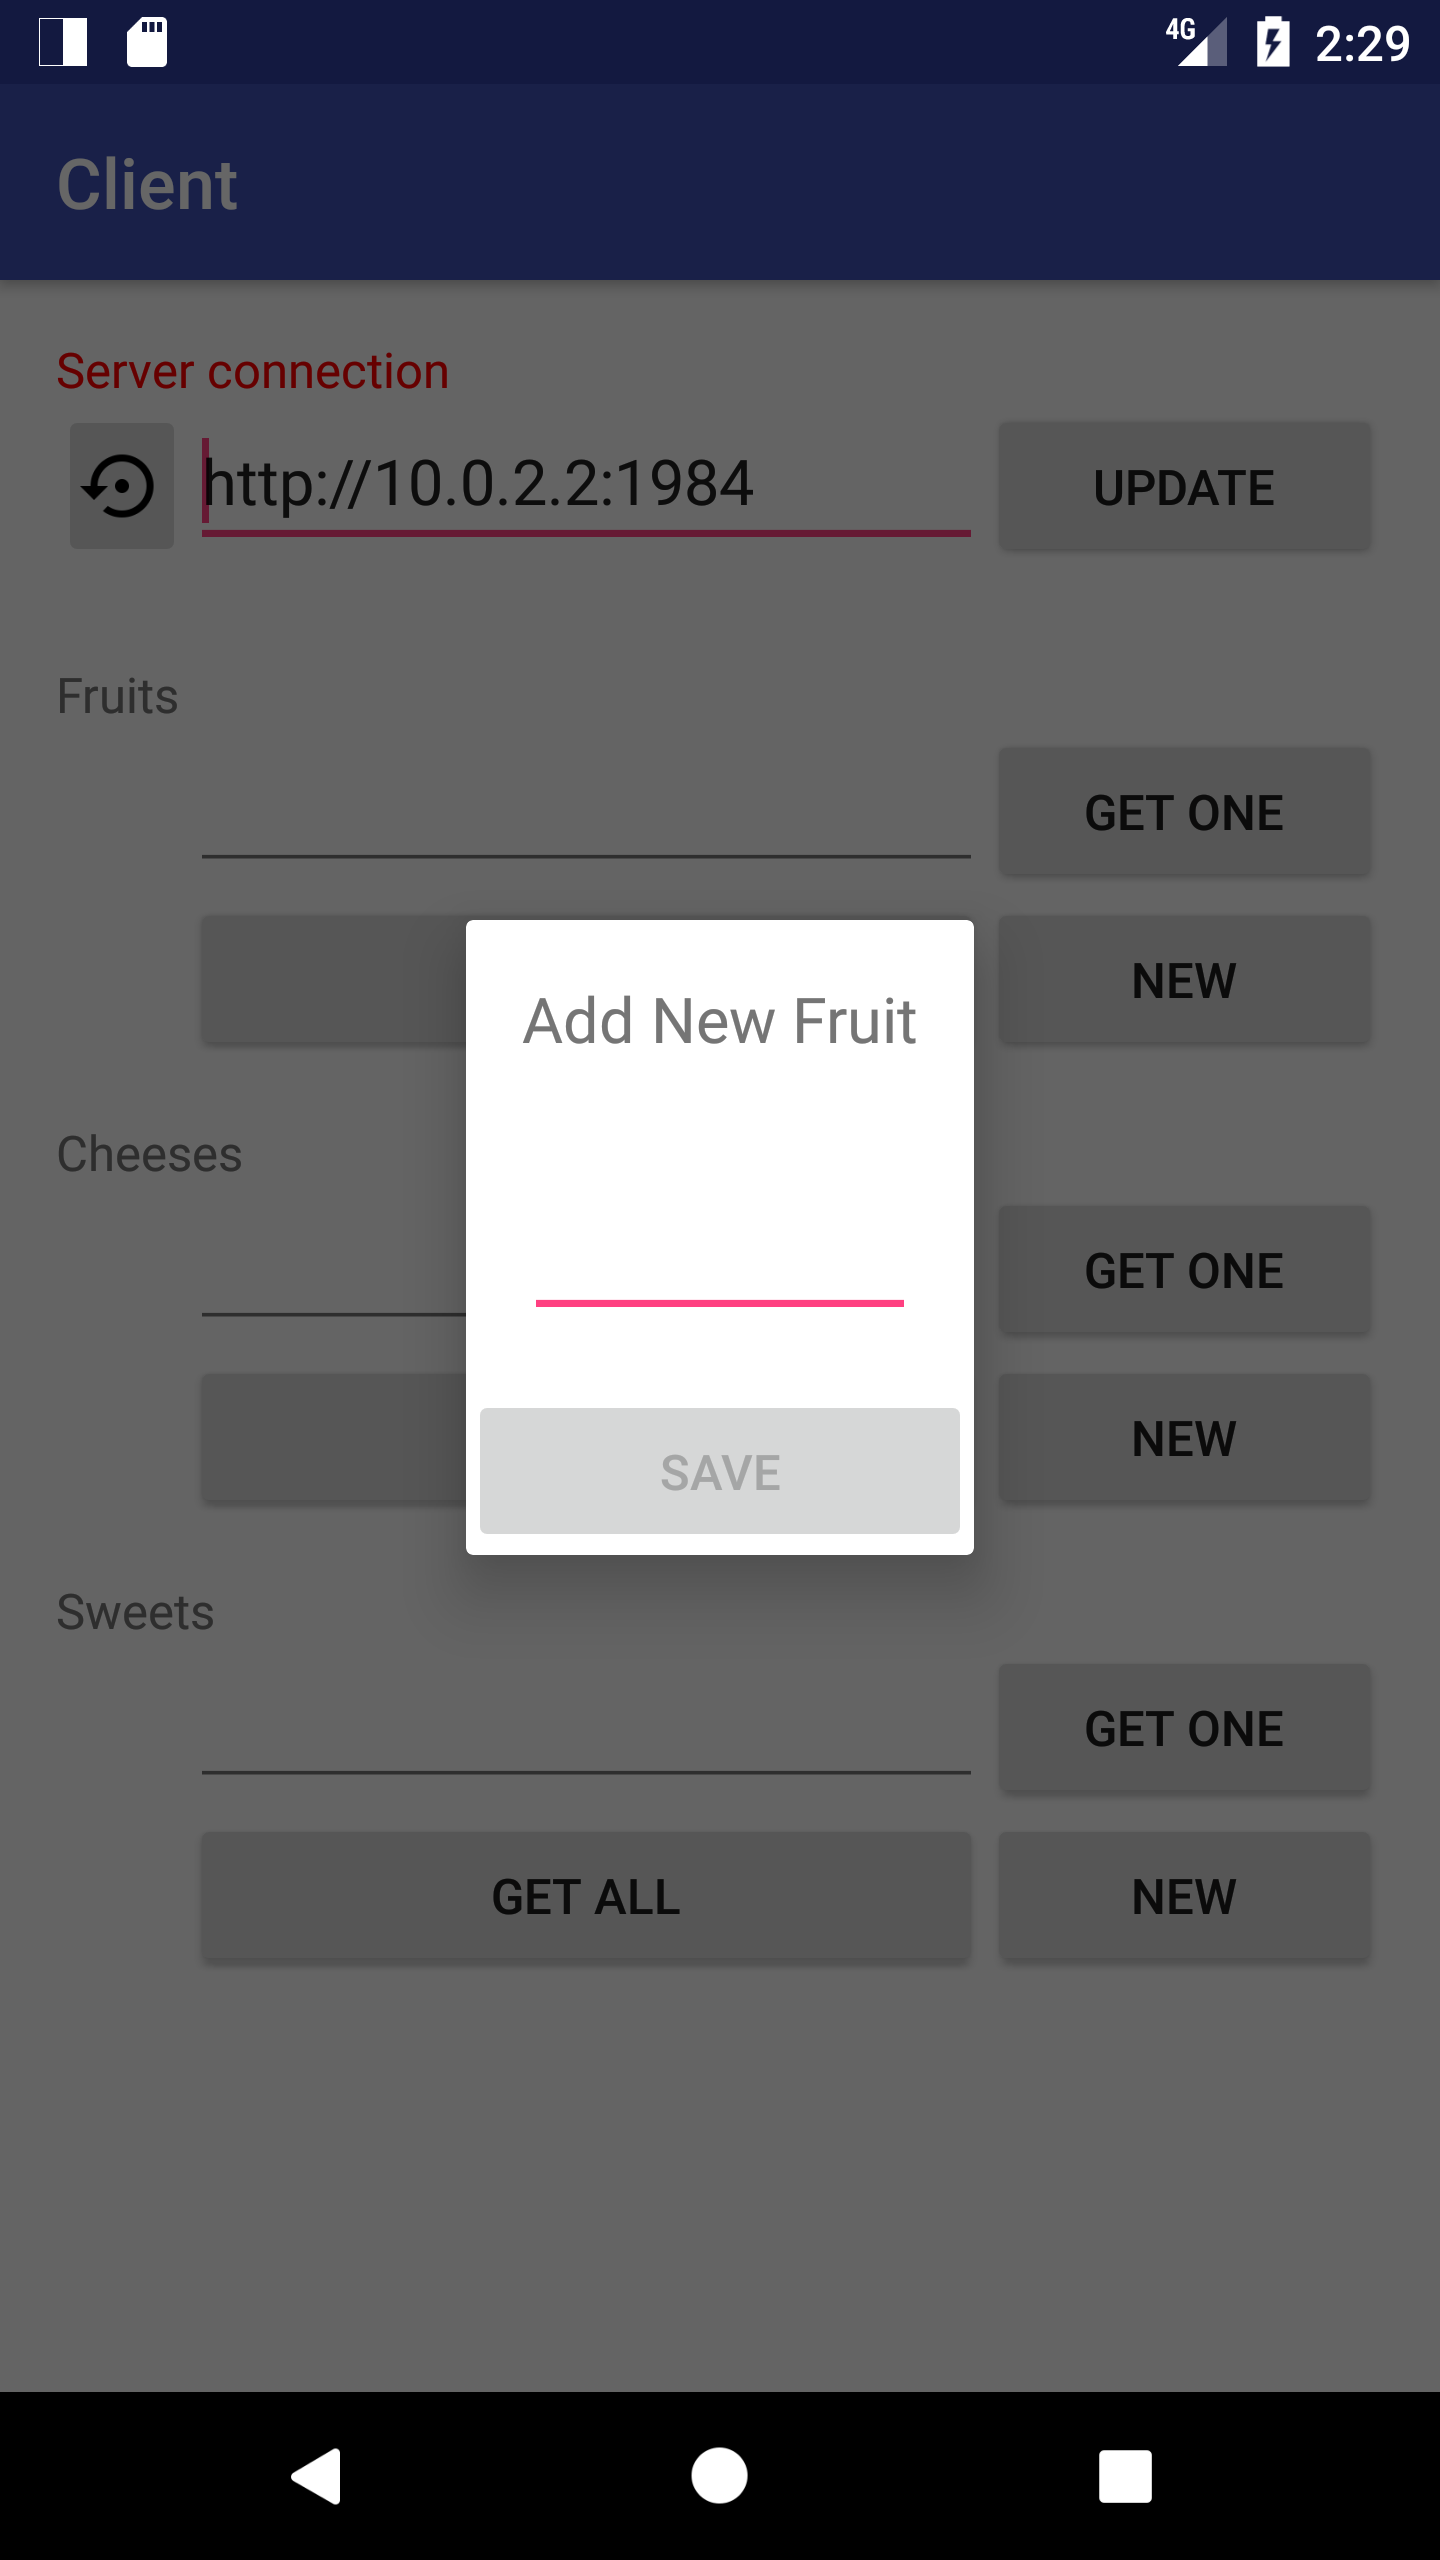 4G 2:29
Client
Server connection
http://10.0.2.2:1984 UPDATE
Fruits
GET ONE
NEW
Add New Fruit
Cheeses
GET ONE
NEW
SAVE
Sweets
GET ONE
GET ALL NEW